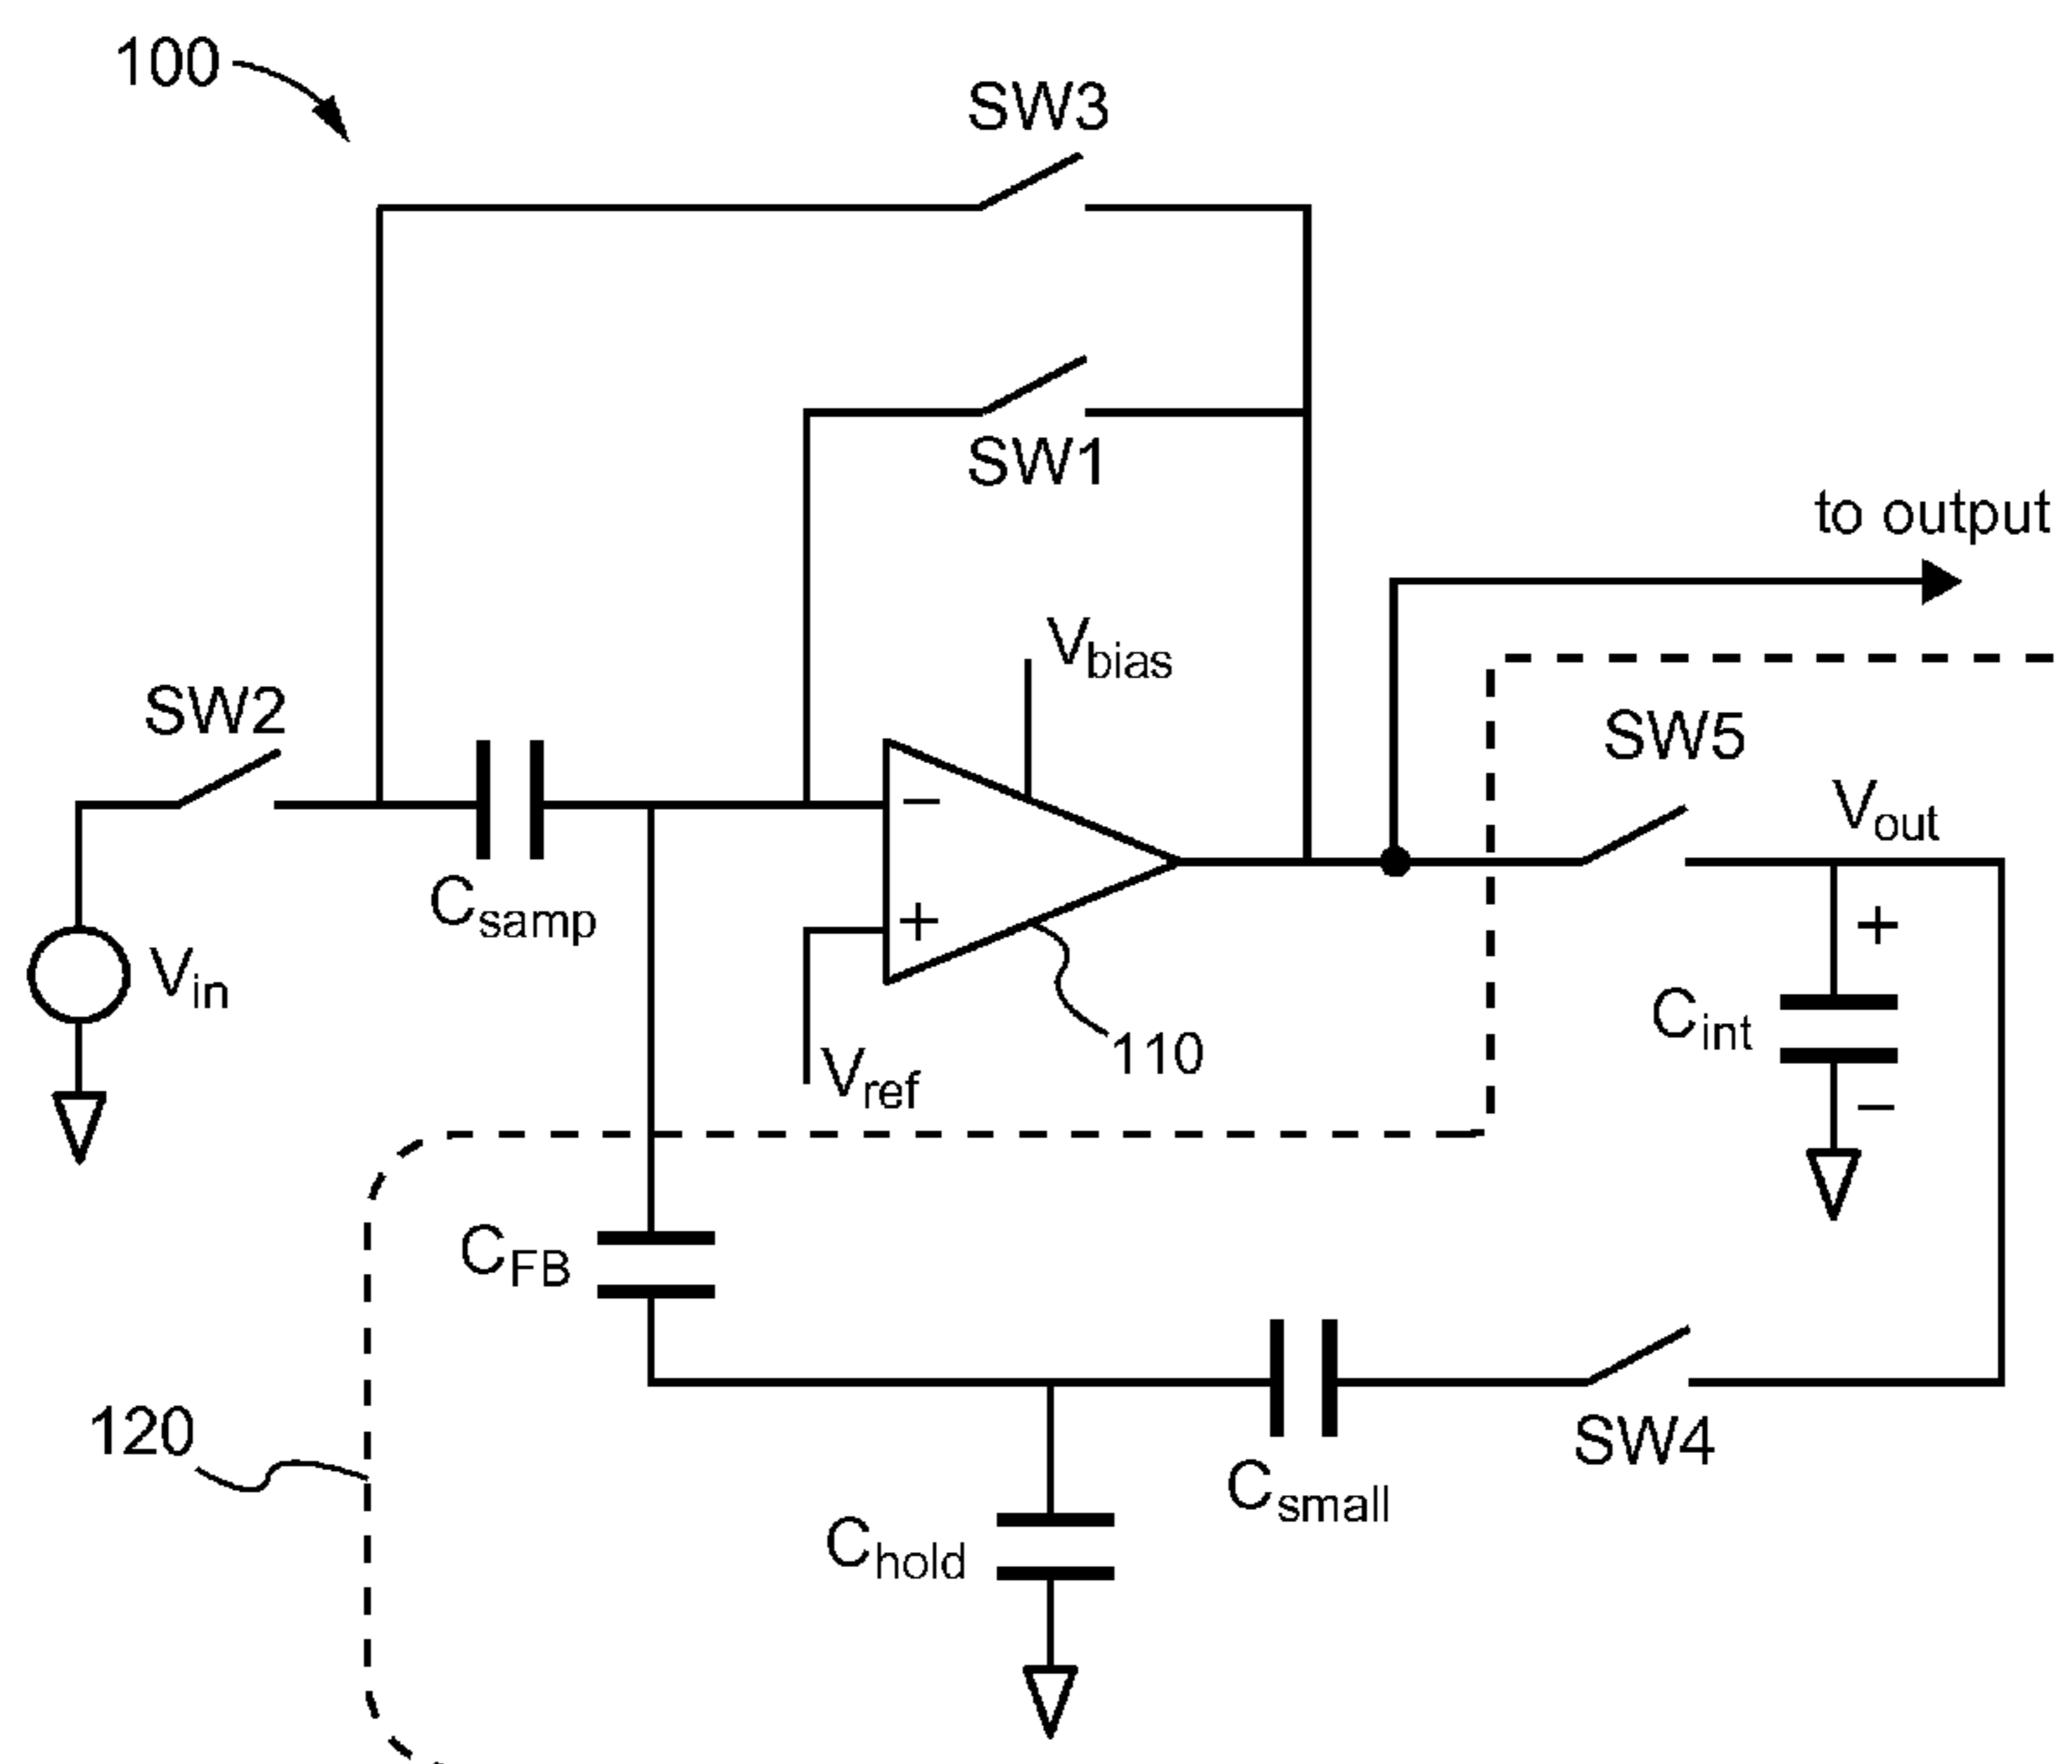 100
SW3
SW1
to output
Vbias
SW2
SW5
Vout
−
+
Csamp
+
Vin
Cint
Vref
110
−
CFB
120
SW4
Csmall
Chold